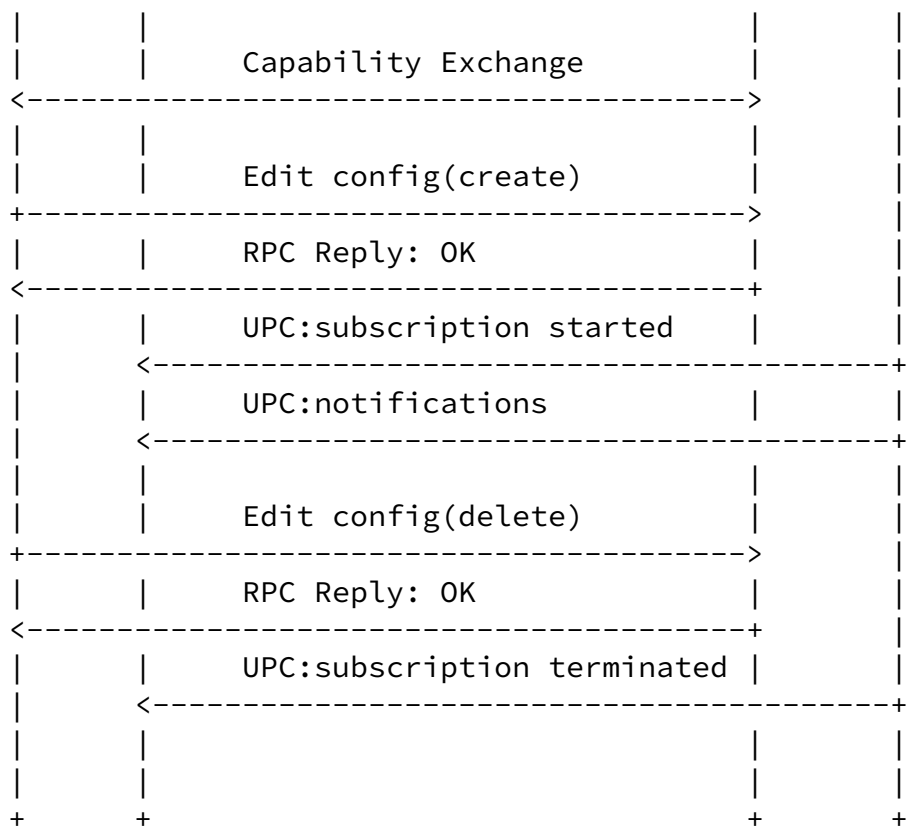 Capability Exchange
Edit config(create)
RPC Reply: OK
UPC:subscription started
UPC:notifications
Edit config(delete)
RPC Reply: OK
UPC:subscription terminated